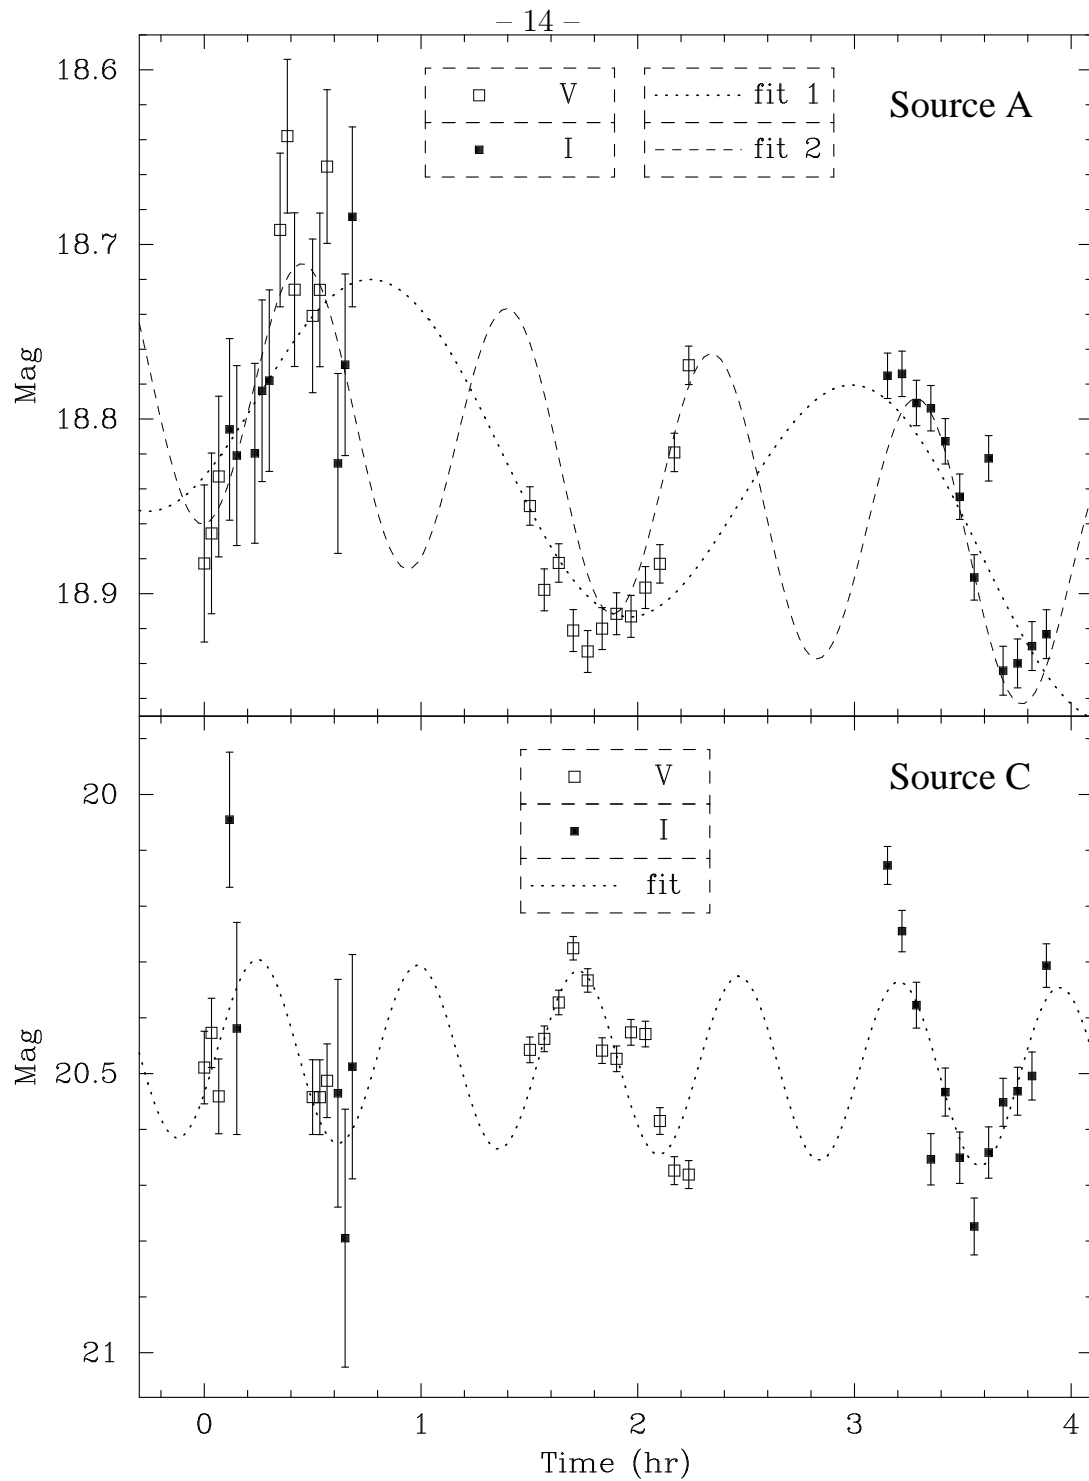 – 14 –
18.6
V
fit 1
Source A
I
fit 2
18.7
Mag
18.8
18.9
V
Source C
20
I
fit
Mag
20.5
21
0 1 2 3 4
Time (hr)